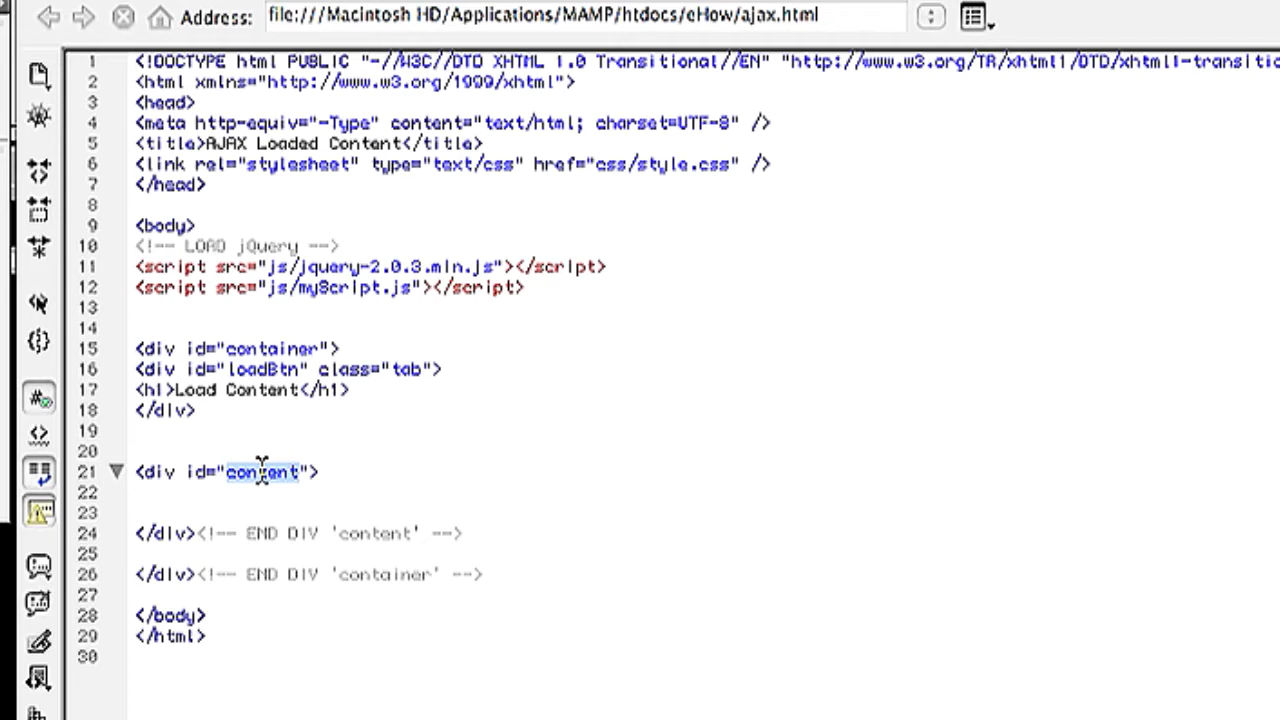 Address: file:///Macintosh HD/Applications/MAMP/htdocs/eHow/ajax.html
1 <!DOCTYPE html PUBLIC "-//W3C//DTD XHTML 1.0 Transitional//EN" "http://www.w3.org/TR/xhtml1/DTD/xhtml1-transitio
2 <html xmlns="http://www.w3.org/1999/xhtml">
3 <head>
4 <meta http-equiv="-Type" content="text/html; charset=UTF-8" />
5 <title>AJAX Loaded Content</title>
6 <link rel="stylesheet" type="text/css" href="css/style.css" />
7 </head>
8
9 <body>
10 <!-- LOAD jQuery -->
11 <script src="js/jquery-2.0.3.min.js"></script>
12 <script src="js/myScript.js"></script>
13
14
15 <div id="container">
16 <div id="loadBtn" class="tab">
17 <h1>Load Content</h1>
18 </div>
19
20
21 <div id="content">
22
23
24 </div><!-- END DIV 'content' -->
25
26 </div><!-- END DIV 'container' -->
27
28 </body>
29 </html>
30